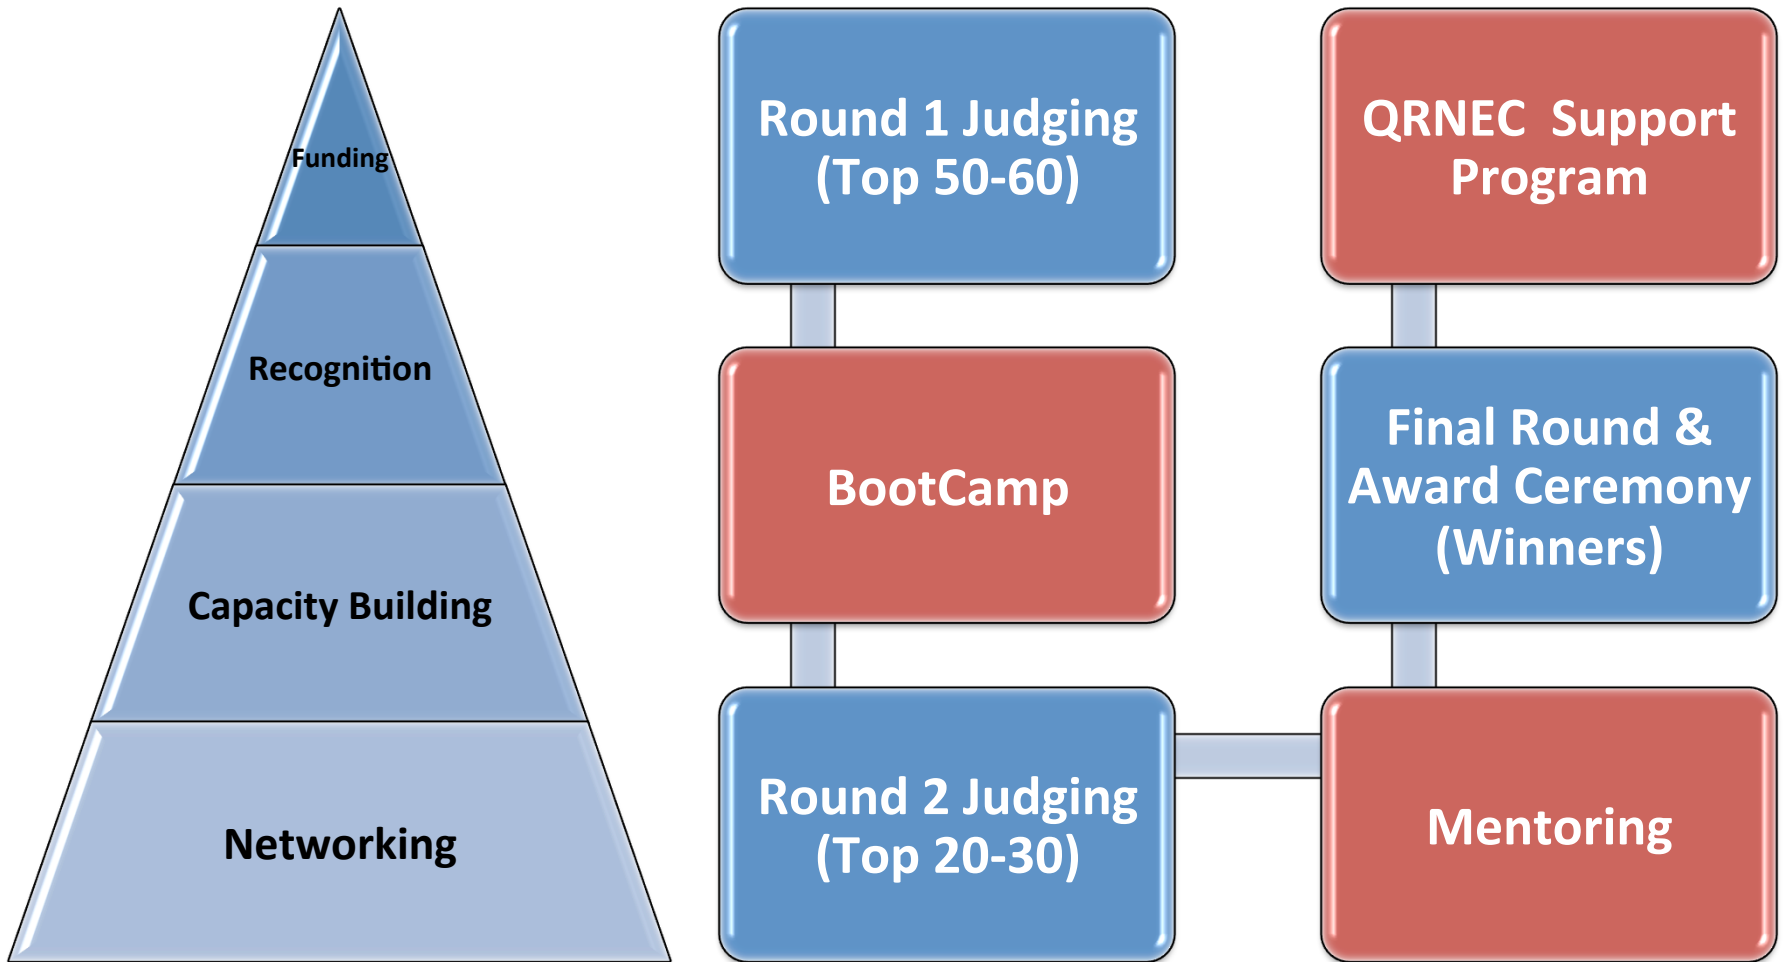 Funding
Recognition
Capacity Building
Networking
Round 1 Judging
(Top 50-60)
BootCamp
Round 2 Judging
(Top 20-30)
QRNEC  Support
Program
Final Round &
Award Ceremony
(Winners)
Mentoring